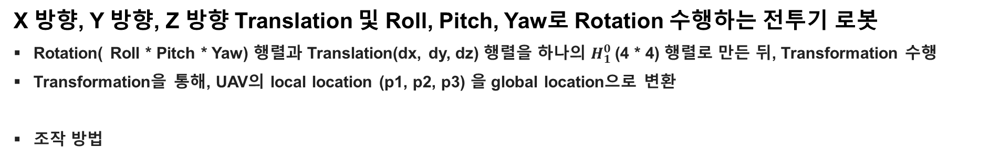 X 방향, Y 방향, Z 방향 Translation 및 Roll, Pitch, Yaw로 Rotation 수행하는 전투기 로봇
▪ Rotation( Roll * Pitch * Yaw) 행렬과 Translation(dx, dy, dz) 행렬을 하나의 $H_1^0$ (4 * 4) 행렬로 만든 뒤, Transformation 수행
▪ Transformation을 통해, UAV의 local location (p1, p2, p3) 을 global location으로 변환
▪ 조작 방법